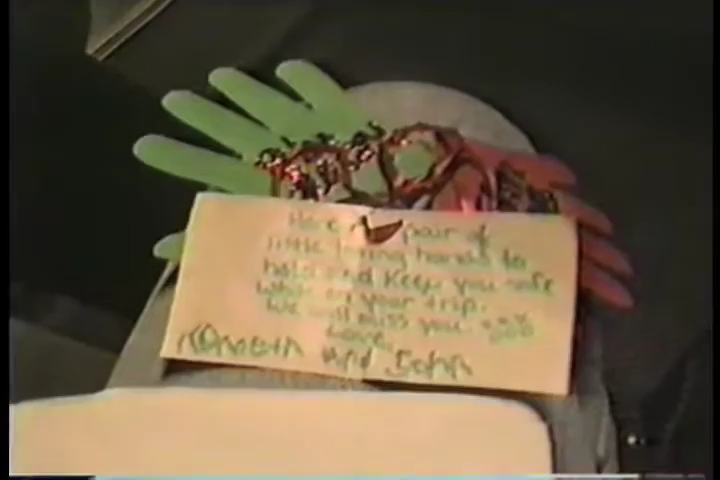 Here a pair of
little loving hands to
hold and keep you safe
while on your trip.
We will miss you. xxx
Love,
and John